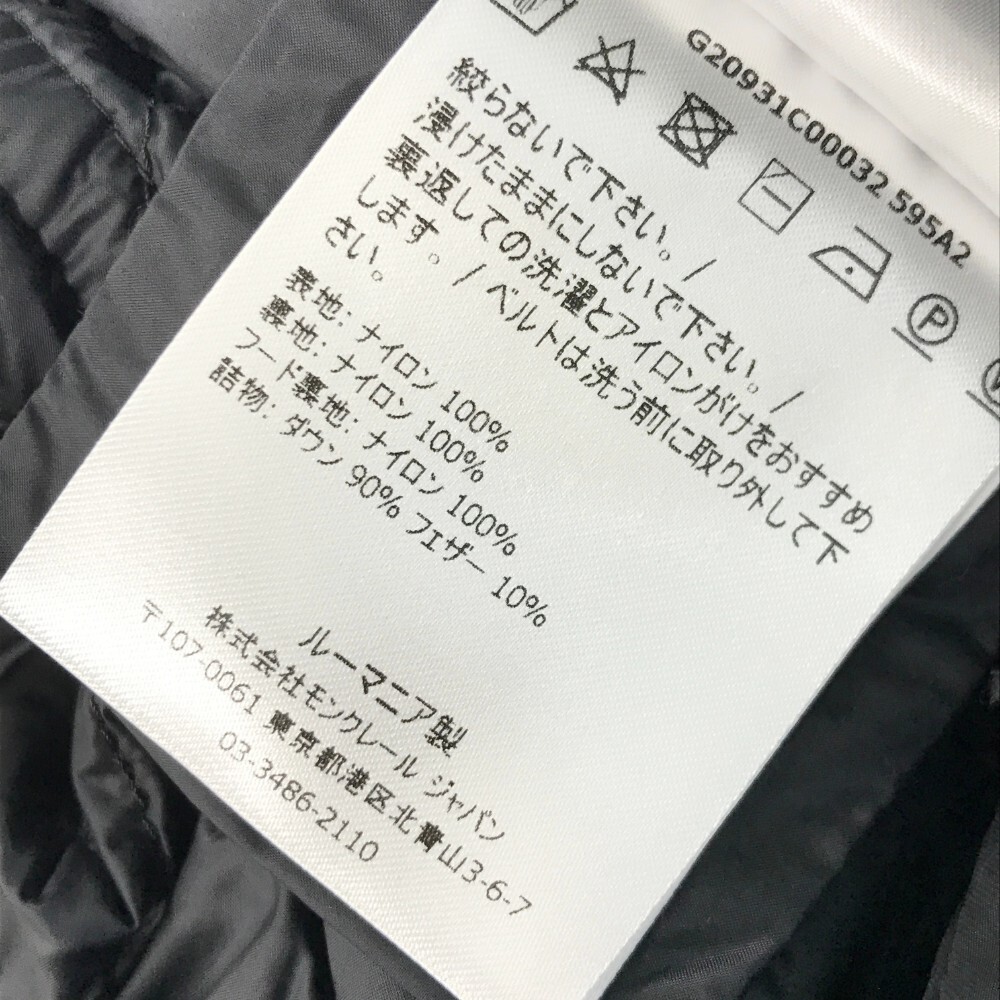 G20931C00032 595A2
絞らないで下さい。/
浸けたままにしないで下さい。/
裏返しての洗濯とアイロンがけをおすすめ
します。/ベルトは洗う前に取り外して下
さい。
表地: ナイロン 100%
裏地: ナイロン 100%
フード裏地: ナイロン 100%
詰物: ダウン 90% フェザー 10%
ルーマニア製
株式会社モンクレール ジャパン
〒107-0061 東京都港区北青山3-6-7
03-3486-2110
P